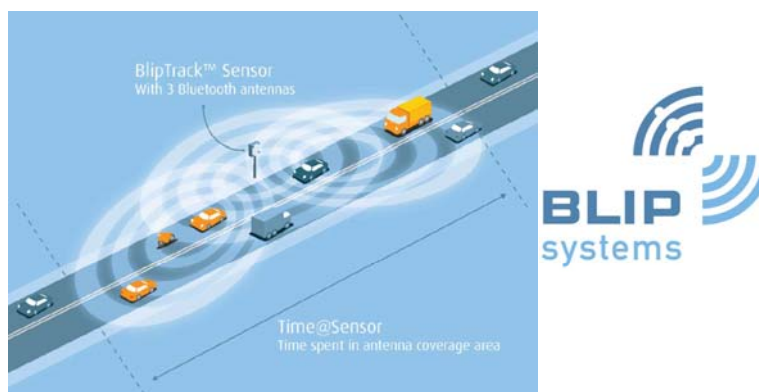 BlipTrack™ Sensor
With 3 Bluetooth antennas
Time@Sensor
Time spent in antenna coverage area
BLIP
systems